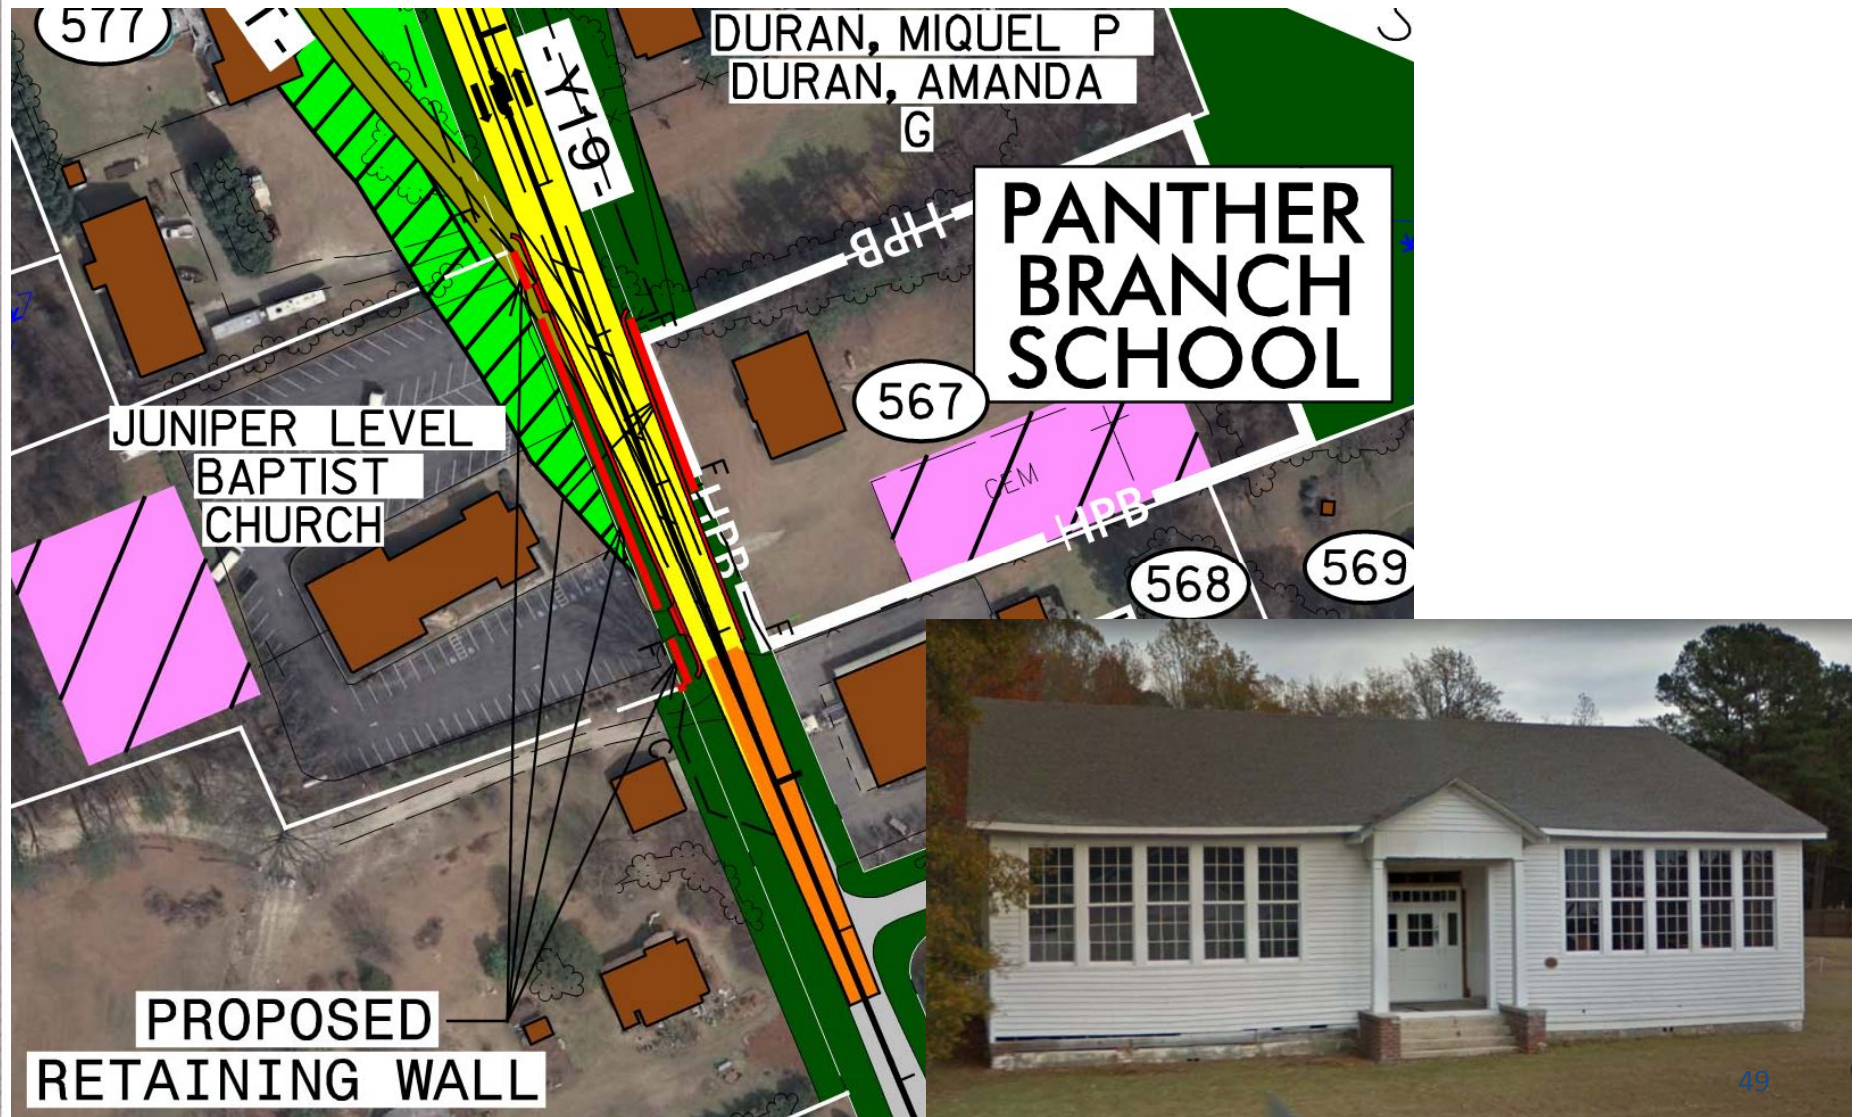 577
-Y19-
DURAN, MIQUEL P
DURAN, AMANDA
G
HPB
PANTHER
BRANCH
SCHOOL
567
JUNIPER LEVEL
BAPTIST
CHURCH
CEM
HPB
HPB
568
569
F
F
F
F
C
PROPOSED
RETAINING WALL
49